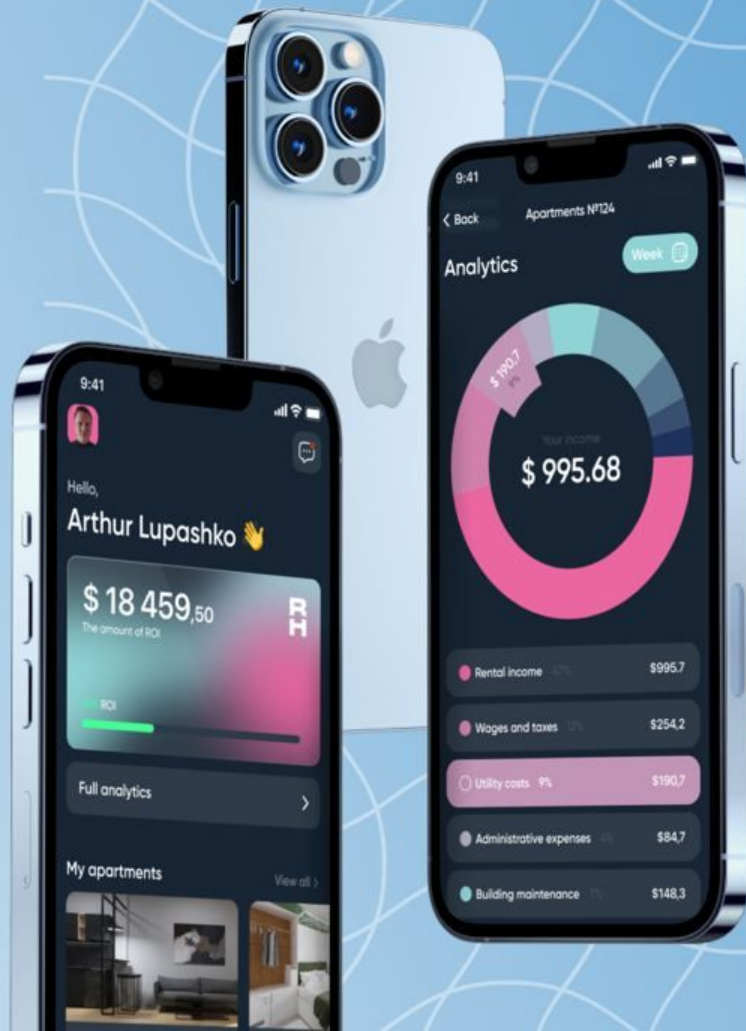 9:41
Hello,
Arthur Lupashko 👋
$ 18 459,50
The amount of ROI
RH
ROI
Full analytics
My apartments
View all
9:41
Back
Apartments №124
Analytics
Week
$ 190,7
9%
Your income
$ 995.68
Rental income
$995.7
Wages and taxes
$254,2
Utility costs 9%
$190,7
Administrative expenses
$84,7
Building maintenance
$148,3